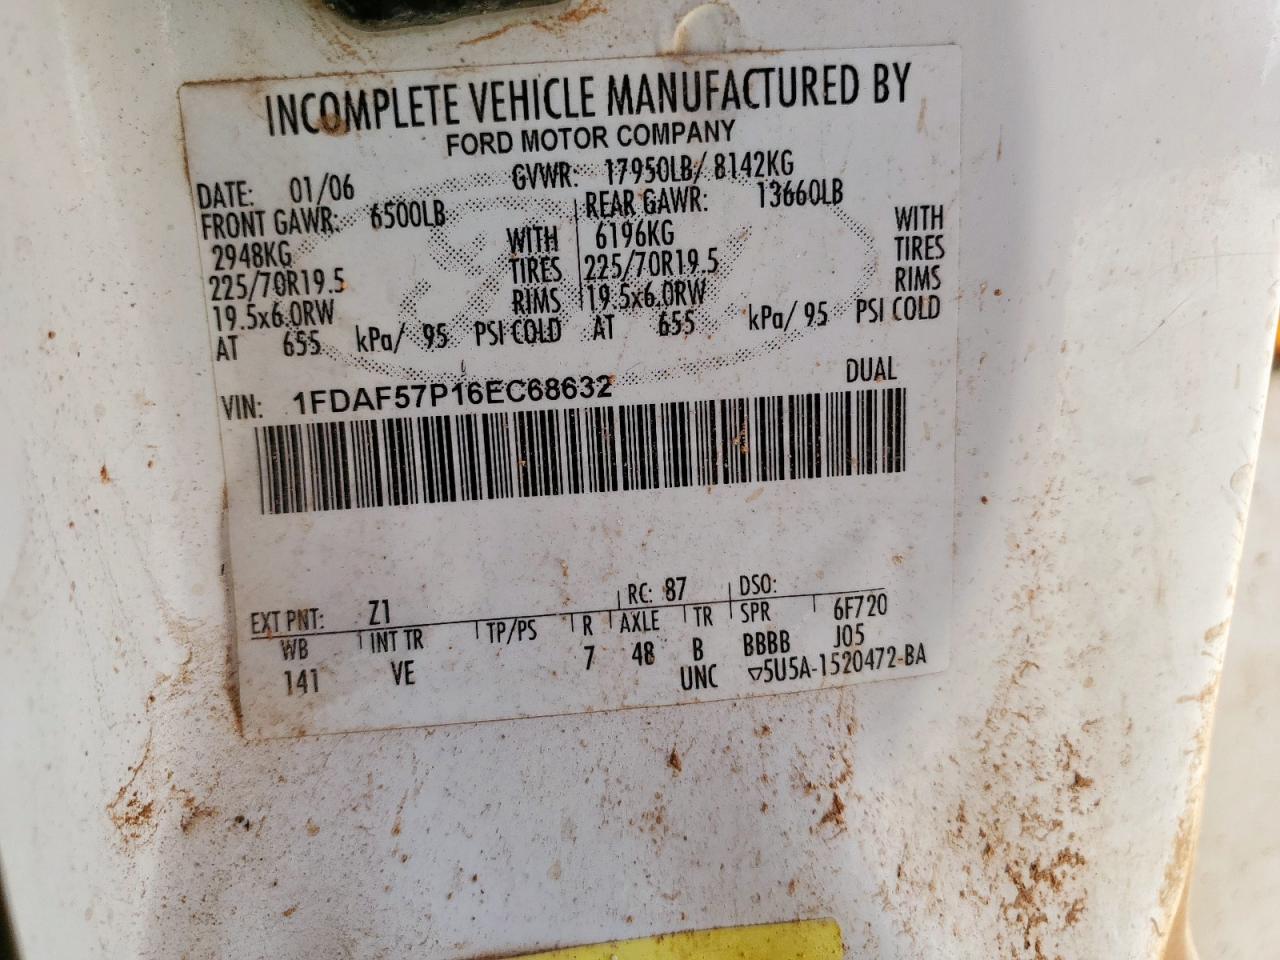 INCOMPLETE VEHICLE MANUFACTURED BY
FORD MOTOR COMPANY
DATE: 01/06 GVWR: 17950LB/ 8142KG
FRONT GAWR: 6500LB REAR GAWR: 13660LB
2948KG WITH 6196KG WITH
225/70R19.5 TIRES 225/70R19.5 TIRES
19.5x6.0RW RIMS 19.5x6.0RW RIMS
AT 655 kPa/ 95 PSI COLD AT 655 kPa/ 95 PSI COLD
VIN: 1FDAF57P16EC68632 DUAL
EXT PNT: Z1 RC: 87 DSO:
WB INT TR TP/PS R AXLE TR SPR 6F720
141 VE 7 48 B BBBB J05
UNC ▽5U5A-1520472-BA